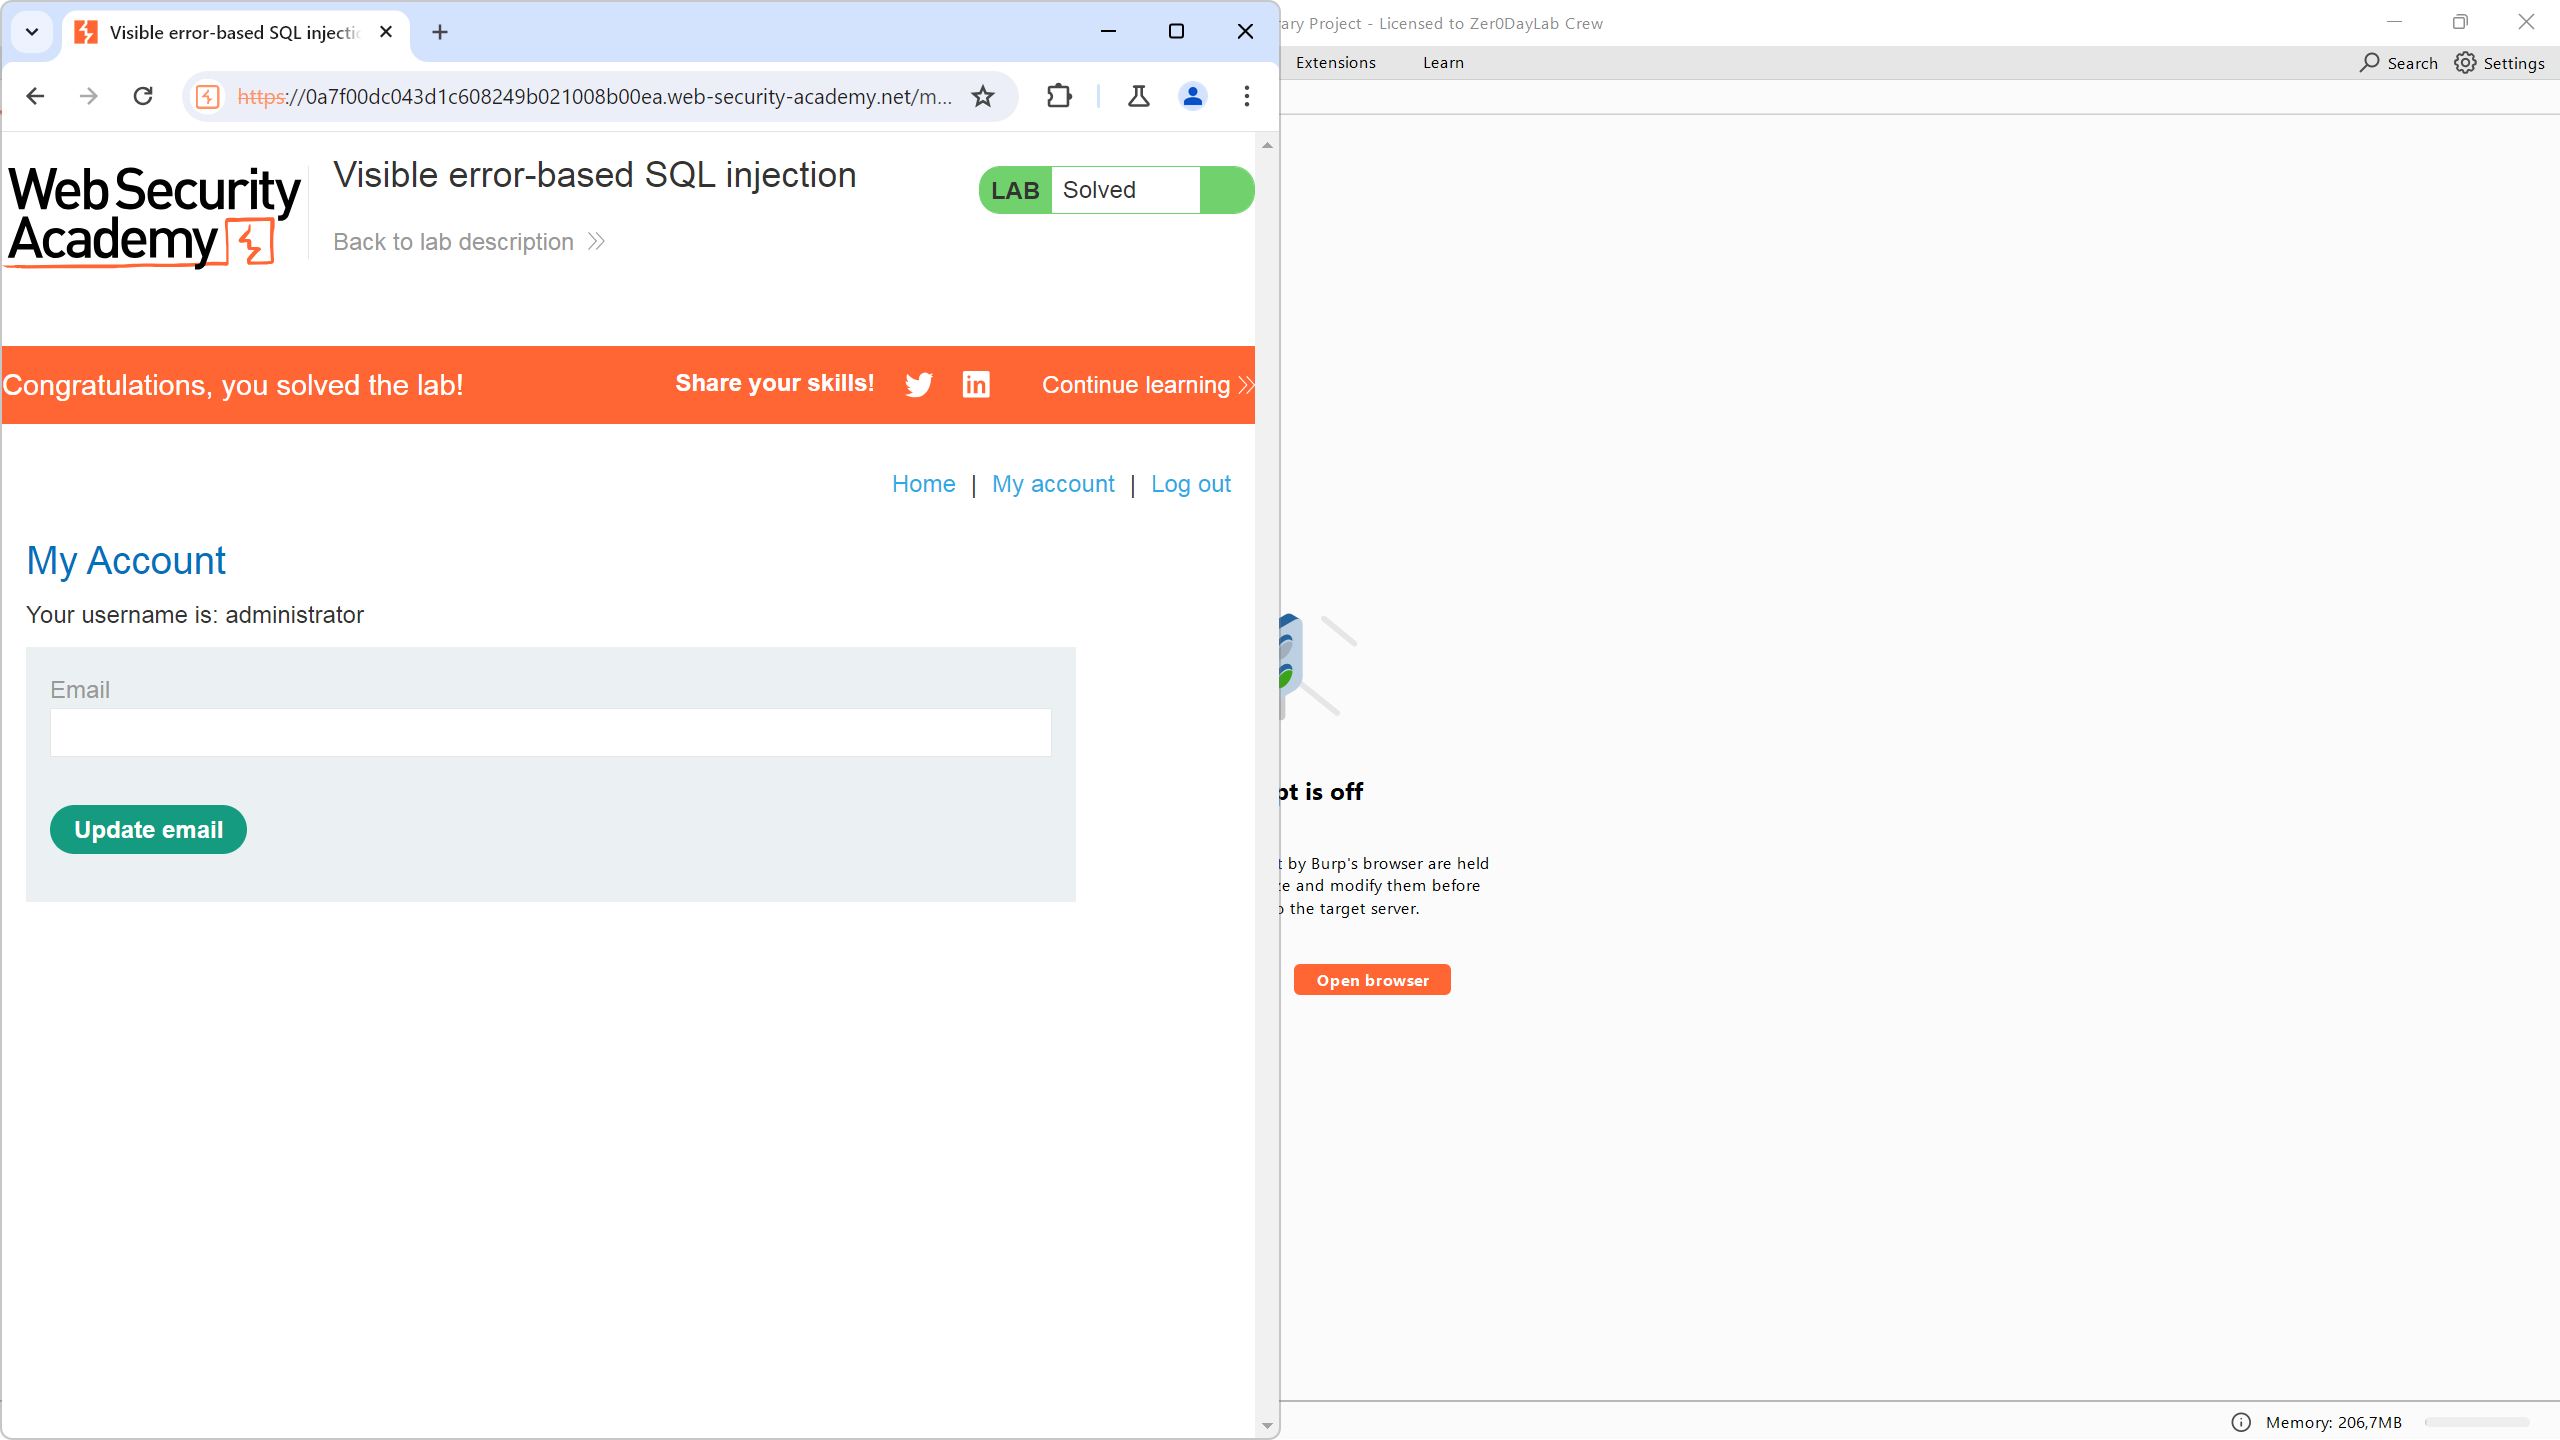 Visible error-based SQL injecti
https://0a7f00dc043d1c608249b021008b00ea.web-security-academy.net/m...
Web Security
Academy
Visible error-based SQL injection
Back to lab description
LAB Solved
Congratulations, you solved the lab!
Share your skills!
Continue learning
Home | My account | Log out
My Account
Your username is: administrator
Email
Update email
ary Project - Licensed to Zer0DayLab Crew
Extensions Learn
Search Settings
pt is off
t by Burp's browser are held
e and modify them before
the target server.
Open browser
Memory: 206,7MB